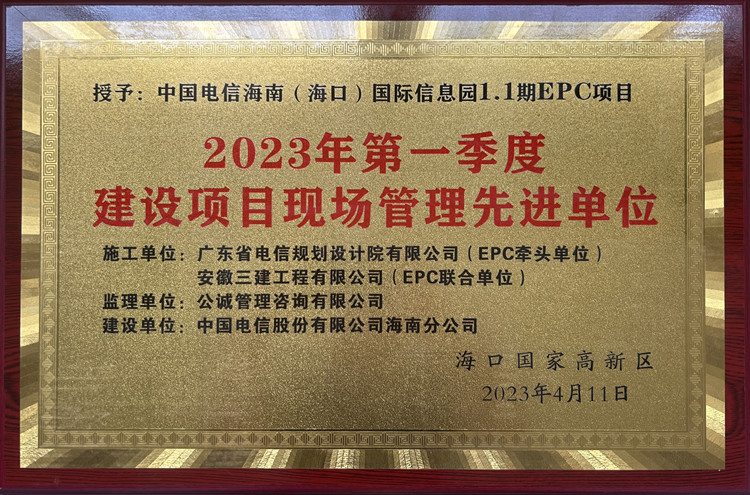 授予：中国电信海南（海口）国际信息园1.1期EPC项目
2023年第一季度
建设项目现场管理先进单位
施工单位：广东省电信规划设计院有限公司（EPC牵头单位）
安徽三建工程有限公司（EPC联合单位）
监理单位：公诚管理咨询有限公司
建设单位：中国电信股份有限公司海南分公司
海口国家高新区
2023年4月11日